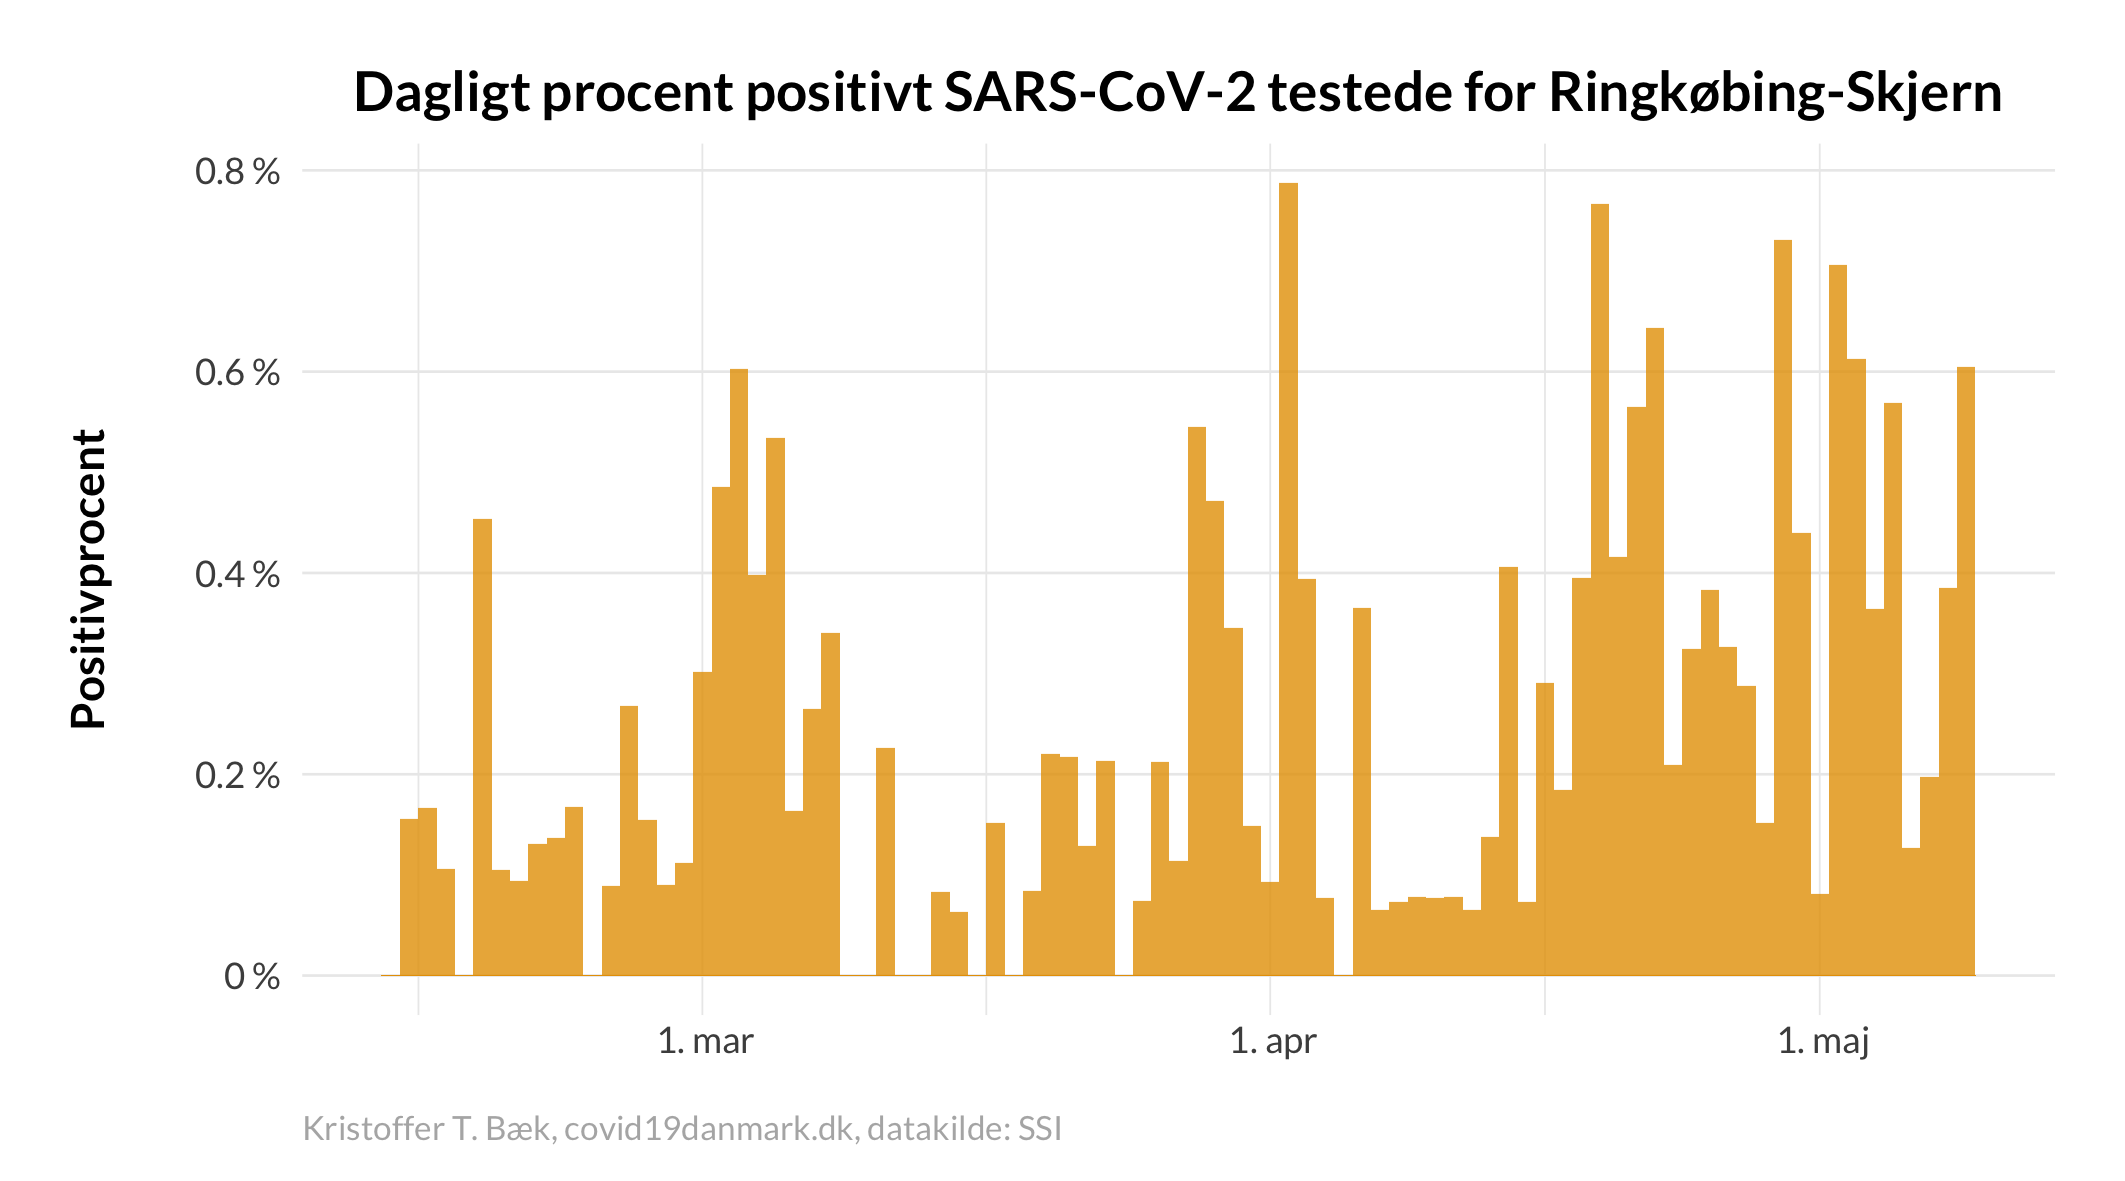 Dagligt procent positivt SARS-CoV-2 testede for Ringkøbing-Skjern
Positivprocent
0.8 %
0.6 %
0.4 %
0.2 %
0 %
1. mar
1. apr
1. maj
Kristoffer T. Bæk, covid19danmark.dk, datakilde: SSI